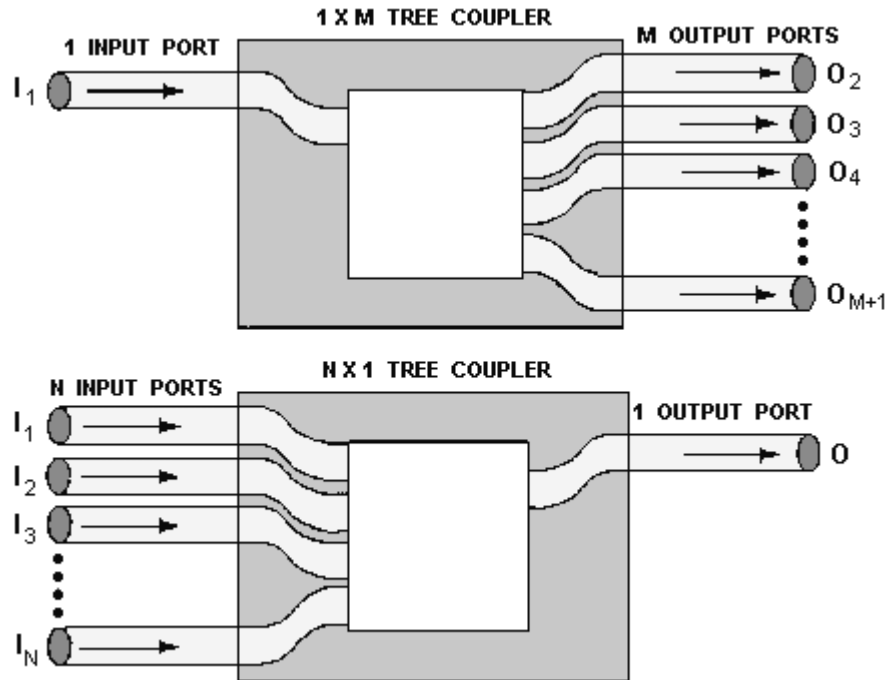 1 X M TREE COUPLER
1 INPUT PORT
M OUTPUT PORTS
I1
O2
O3
O4
OM+1
N X 1 TREE COUPLER
N INPUT PORTS
1 OUTPUT PORT
I1
O
I2
I3
IN